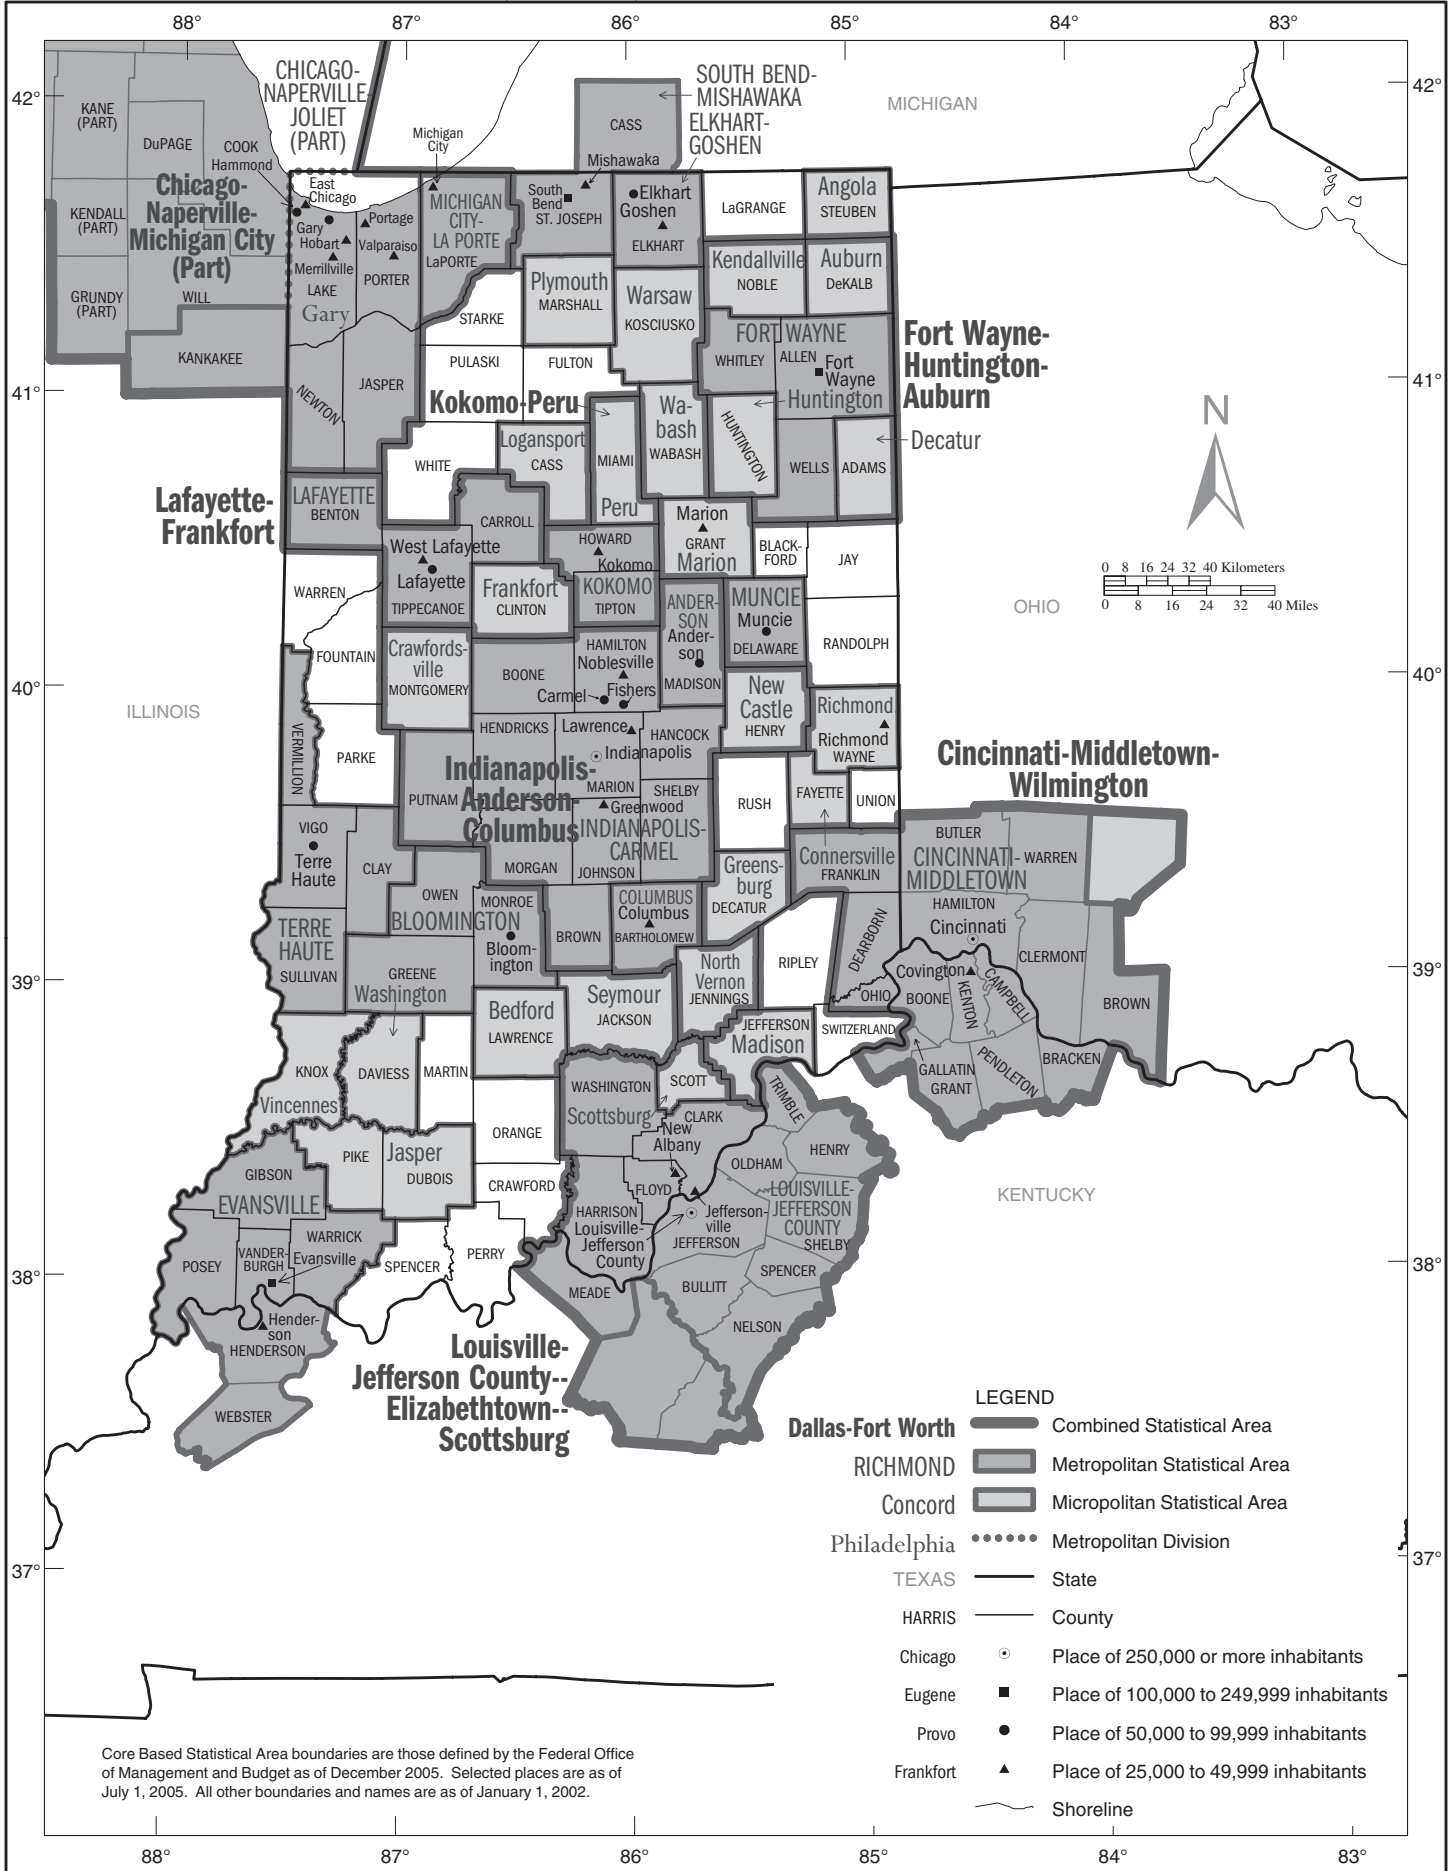 88°
87°
86°
85°
84°
83°
42°
42°
41°
41°
40°
40°
39°
39°
38°
38°
37°
37°
CHICAGO-
NAPERVILLE-
JOLIET
(PART)
SOUTH BEND-
MISHAWAKA
ELKHART-
GOSHEN
MICHIGAN
KANE
(PART)
DuPAGE
COOK
Hammond
Chicago-
Naperville-
Michigan City
(Part)
KENDALL
(PART)
GRUNDY
(PART)
WILL
KANKAKEE
Michigan
City
CASS
Mishawaka
East
Chicago
Gary
Hobart
Portage
Valparaiso
Merrillville
LAKE
Gary
PORTER
MICHIGAN
CITY-
LA PORTE
LaPORTE
South
Bend
ST. JOSEPH
Elkhart
Goshen
ELKHART
LaGRANGE
Angola
STEUBEN
Plymouth
MARSHALL
Warsaw
KOSCIUSKO
Kendallville
NOBLE
Auburn
DeKALB
STARKE
PULASKI
FULTON
FORT WAYNE
WHITLEY
ALLEN
Fort
Wayne
Huntington
Fort Wayne-
Huntington-
Auburn
NEWTON
JASPER
Kokomo-Peru
Wa-
bash
WABASH
HUNTINGTON
WELLS
ADAMS
Decatur
WHITE
Logansport
CASS
MIAMI
Peru
Lafayette-
Frankfort
LAFAYETTE
BENTON
CARROLL
West Lafayette
Lafayette
TIPPECANOE
HOWARD
Kokomo
KOKOMO
TIPTON
Frankfort
CLINTON
Marion
GRANT
Marion
BLACK-
FORD
JAY
WARREN
FOUNTAIN
ANDER-
SON
Ander-
son
MADISON
MUNCIE
Muncie
DELAWARE
RANDOLPH
Crawfords-
ville
MONTGOMERY
BOONE
HAMILTON
Noblesville
Carmel
Fishers
New
Castle
HENRY
Richmond
Richmond
WAYNE
N
0 8 16 24 32 40 Kilometers
0 8 16 24 32 40 Miles
OHIO
ILLINOIS
VERMILLION
PARKE
HENDRICKS
Lawrence
HANCOCK
Indianapolis
Indianapolis-
Anderson-
Columbus
PUTNAM
MARION
Greenwood
SHELBY
INDIANAPOLIS-
CARMEL
MORGAN
JOHNSON
RUSH
FAYETTE
UNION
Connersville
FRANKLIN
Cincinnati-Middletown-
Wilmington
BUTLER
CINCINNATI-
MIDDLETOWN
WARREN
HAMILTON
Cincinnati
CLERMONT
BROWN
VIGO
Terre
Haute
CLAY
OWEN
MONROE
BLOOMINGTON
Bloom-
ington
BROWN
COLUMBUS
Columbus
BARTHOLOMEW
Greens-
burg
DECATUR
RIPLEY
DEARBORN
OHIO
SWITZERLAND
Covington
BOONE
KENTON
CAMPBELL
GALLATIN
GRANT
PENDLETON
BRACKEN
TERRE
HAUTE
SULLIVAN
GREENE
Washington
Bedford
LAWRENCE
Seymour
JACKSON
North
Vernon
JENNINGS
JEFFERSON
Madison
KNOX
Vincennes
DAVIESS
MARTIN
ORANGE
WASHINGTON
Scottsburg
SCOTT
CLARK
New
Albany
TRIMBLE
HENRY
OLDHAM
PIKE
Jasper
DUBOIS
CRAWFORD
FLOYD
HARRISON
Louisville-
Jefferson
County
Jefferson-
ville
JEFFERSON
LOUISVILLE-
JEFFERSON
COUNTY
SHELBY
KENTUCKY
GIBSON
EVANSVILLE
POSEY
VANDER-
BURGH
WARRICK
Evansville
SPENCER
PERRY
MEADE
BULLITT
SPENCER
NELSON
Hender-
son
HENDERSON
WEBSTER
Louisville-
Jefferson County--
Elizabethtown--
Scottsburg
LEGEND
Dallas-Fort Worth Combined Statistical Area
RICHMOND Metropolitan Statistical Area
Concord Micropolitan Statistical Area
Philadelphia Metropolitan Division
TEXAS State
HARRIS County
Chicago Place of 250,000 or more inhabitants
Eugene Place of 100,000 to 249,999 inhabitants
Provo Place of 50,000 to 99,999 inhabitants
Frankfort Place of 25,000 to 49,999 inhabitants
Shoreline
Core Based Statistical Area boundaries are those defined by the Federal Office
of Management and Budget as of December 2005. Selected places are as of
July 1, 2005. All other boundaries and names are as of January 1, 2002.
88°
87°
86°
85°
84°
83°